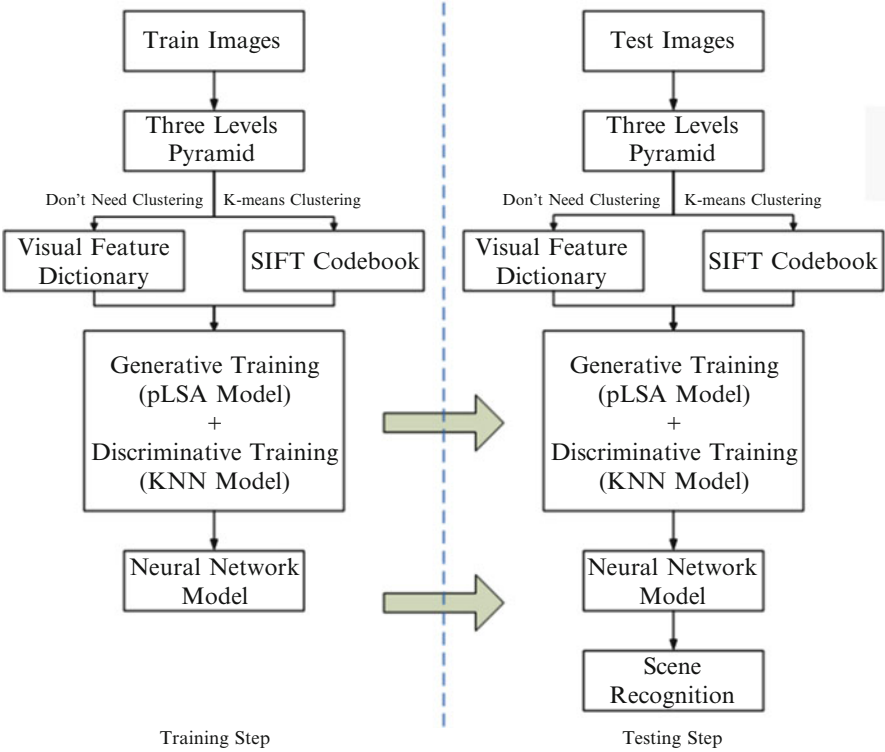 Train Images
Three Levels
Pyramid
Don't Need Clustering
K-means Clustering
Visual Feature
Dictionary
SIFT Codebook
Generative Training
(pLSA Model)
+
Discriminative Training
(KNN Model)
Neural Network
Model
Training Step
Test Images
Three Levels
Pyramid
Don't Need Clustering
K-means Clustering
Visual Feature
Dictionary
SIFT Codebook
Generative Training
(pLSA Model)
+
Discriminative Training
(KNN Model)
Neural Network
Model
Scene
Recognition
Testing Step